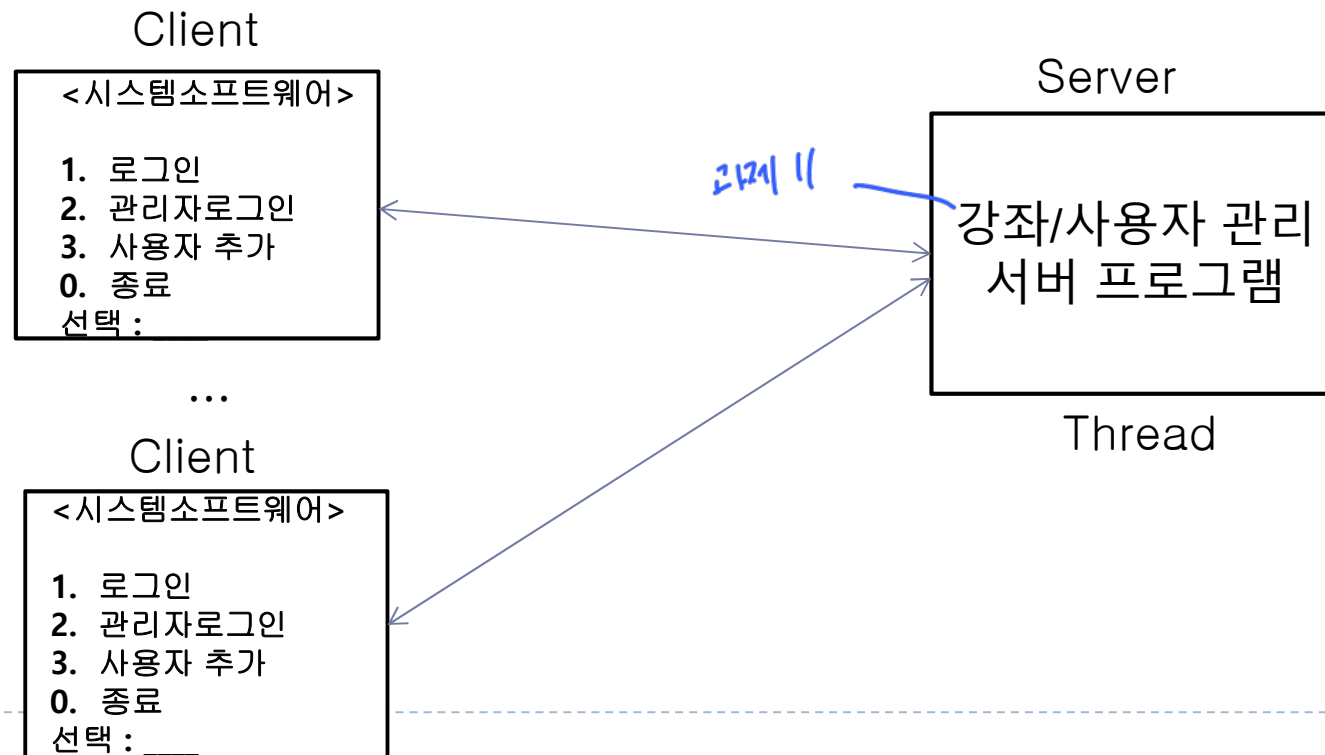 Client
<시스템소프트웨어>
1. 로그인
2. 관리자로그인
3. 사용자 추가
0. 종료
선택 : ____
...
Client
<시스템소프트웨어>
1. 로그인
2. 관리자로그인
3. 사용자 추가
0. 종료
선택 : ____
과제 11
Server
강좌/사용자 관리
서버 프로그램
Thread